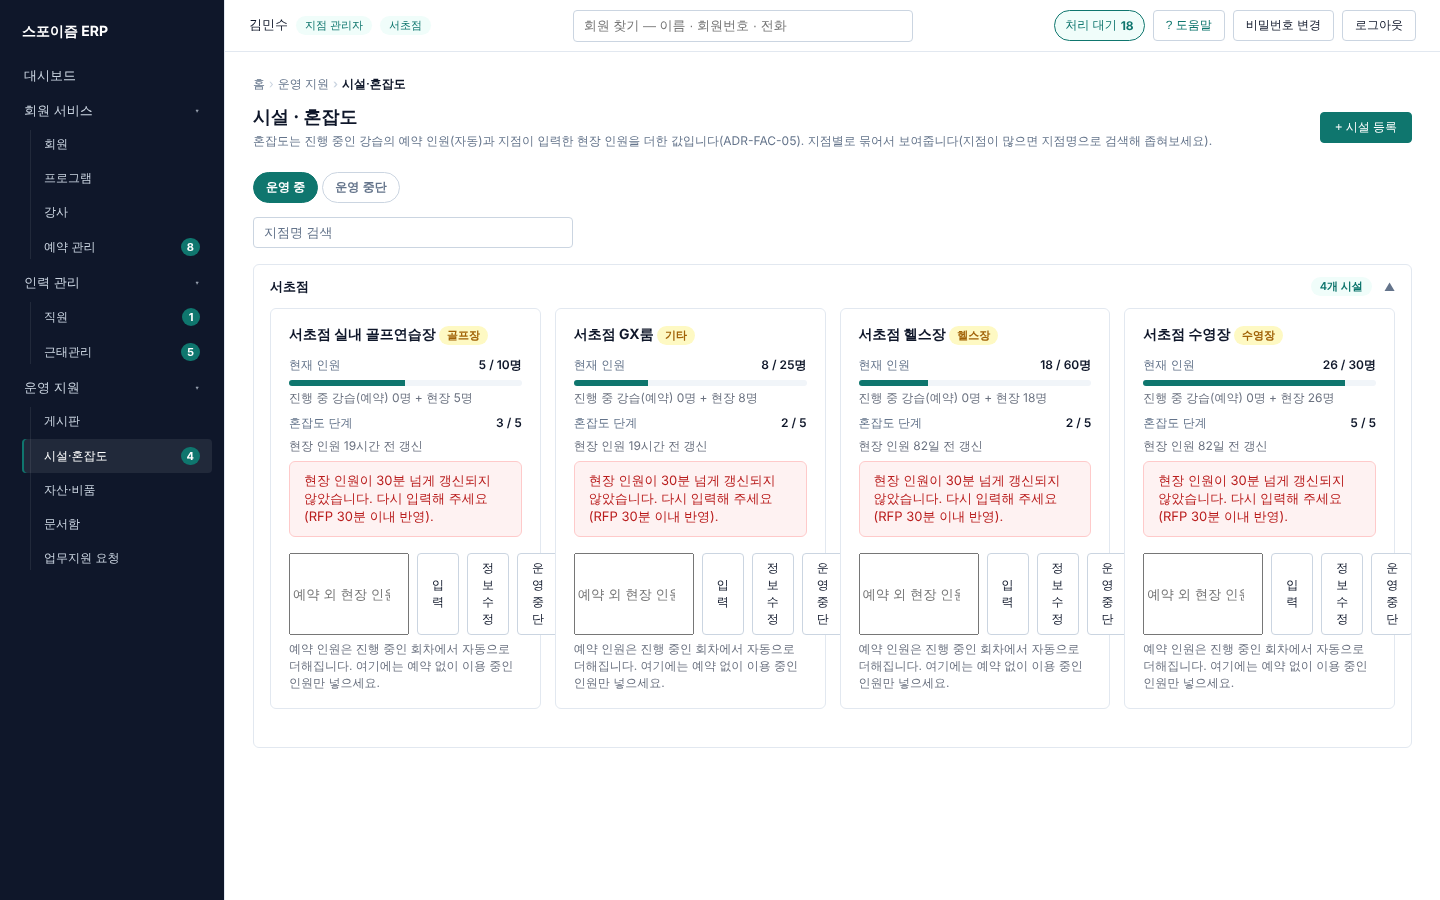 스포이즘 ERP
대시보드
회원 서비스
회원
프로그램
강사
예약 관리 8
인력 관리
직원 1
근태관리 5
운영 지원
게시판
시설·혼잡도 4
자산·비품
문서함
업무지원 요청
김민수 지점 관리자 서초점
회원 찾기 — 이름 · 회원번호 · 전화
처리 대기 18
? 도움말
비밀번호 변경
로그아웃
홈 › 운영 지원 › 시설·혼잡도
시설 · 혼잡도
혼잡도는 진행 중인 강습의 예약 인원(자동)과 지점이 입력한 현장 인원을 더한 값입니다(ADR-FAC-05). 지점별로 묶어서 보여줍니다(지점이 많으면 지점명으로 검색해 좁혀보세요).
+ 시설 등록
운영 중 운영 중단
지점명 검색
서초점
4개 시설 ▲
서초점 실내 골프연습장 골프장
현재 인원 5 / 10명
진행 중 강습(예약) 0명 + 현장 5명
혼잡도 단계 3 / 5
현장 인원 19시간 전 갱신
현장 인원이 30분 넘게 갱신되지
않았습니다. 다시 입력해 주세요
(RFP 30분 이내 반영).
예약 외 현장 인원
입력
정보수정
운영중단
예약 인원은 진행 중인 회차에서 자동으로
더해집니다. 여기에는 예약 없이 이용 중인
인원만 넣으세요.
서초점 GX룸 기타
현재 인원 8 / 25명
진행 중 강습(예약) 0명 + 현장 8명
혼잡도 단계 2 / 5
현장 인원 19시간 전 갱신
현장 인원이 30분 넘게 갱신되지
않았습니다. 다시 입력해 주세요
(RFP 30분 이내 반영).
예약 외 현장 인원
입력
정보수정
운영중단
예약 인원은 진행 중인 회차에서 자동으로
더해집니다. 여기에는 예약 없이 이용 중인
인원만 넣으세요.
서초점 헬스장 헬스장
현재 인원 18 / 60명
진행 중 강습(예약) 0명 + 현장 18명
혼잡도 단계 2 / 5
현장 인원 82일 전 갱신
현장 인원이 30분 넘게 갱신되지
않았습니다. 다시 입력해 주세요
(RFP 30분 이내 반영).
예약 외 현장 인원
입력
정보수정
운영중단
예약 인원은 진행 중인 회차에서 자동으로
더해집니다. 여기에는 예약 없이 이용 중인
인원만 넣으세요.
서초점 수영장 수영장
현재 인원 26 / 30명
진행 중 강습(예약) 0명 + 현장 26명
혼잡도 단계 5 / 5
현장 인원 82일 전 갱신
현장 인원이 30분 넘게 갱신되지
않았습니다. 다시 입력해 주세요
(RFP 30분 이내 반영).
예약 외 현장 인원
입력
정보수정
운영중단
예약 인원은 진행 중인 회차에서 자동으로
더해집니다. 여기에는 예약 없이 이용 중인
인원만 넣으세요.